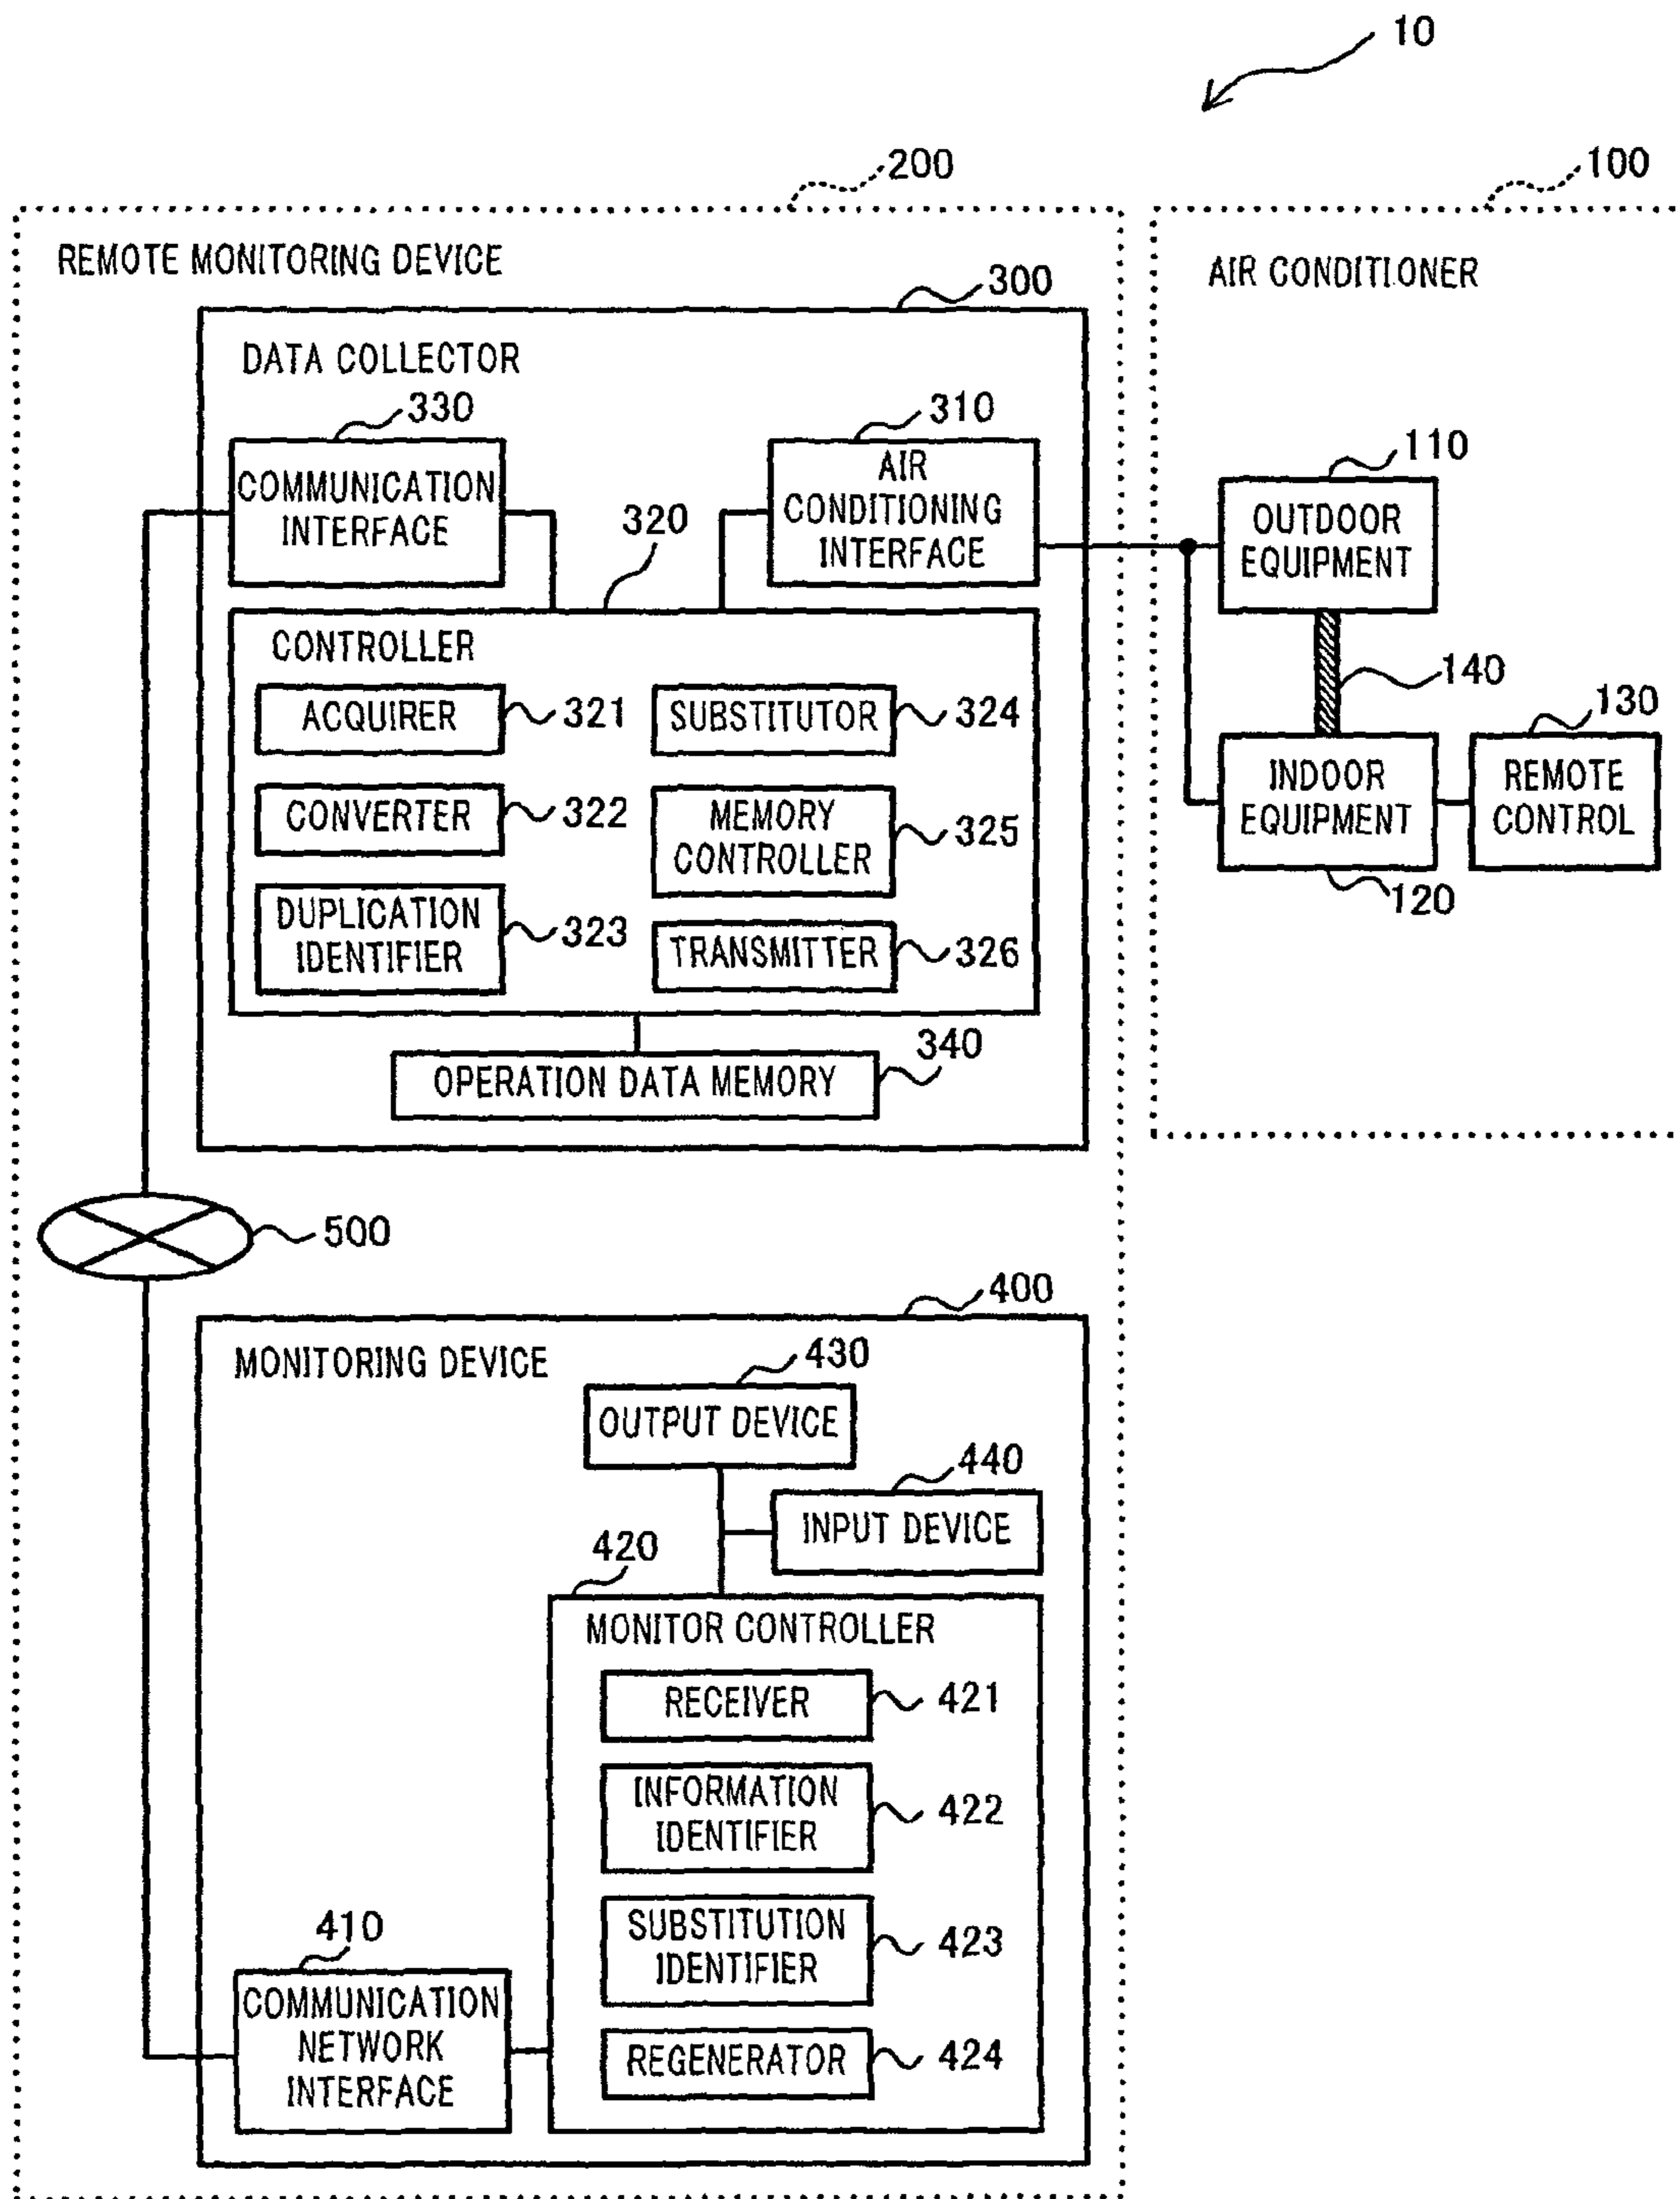 10
200
100
REMOTE MONITORING DEVICE
AIR CONDITIONER
300
DATA COLLECTOR
330
310
COMMUNICATION
INTERFACE
AIR
CONDITIONING
INTERFACE
320
110
OUTDOOR
EQUIPMENT
CONTROLLER
ACQUIRER
321
SUBSTITUTOR
324
CONVERTER
322
MEMORY
CONTROLLER
325
DUPLICATION
IDENTIFIER
323
TRANSMITTER
326
140
130
INDOOR
EQUIPMENT
REMOTE
CONTROL
120
340
OPERATION DATA MEMORY
500
400
MONITORING DEVICE
430
OUTPUT DEVICE
440
INPUT DEVICE
420
MONITOR CONTROLLER
RECEIVER
421
INFORMATION
IDENTIFIER
422
SUBSTITUTION
IDENTIFIER
423
REGENERATOR
424
410
COMMUNICATION
NETWORK
INTERFACE